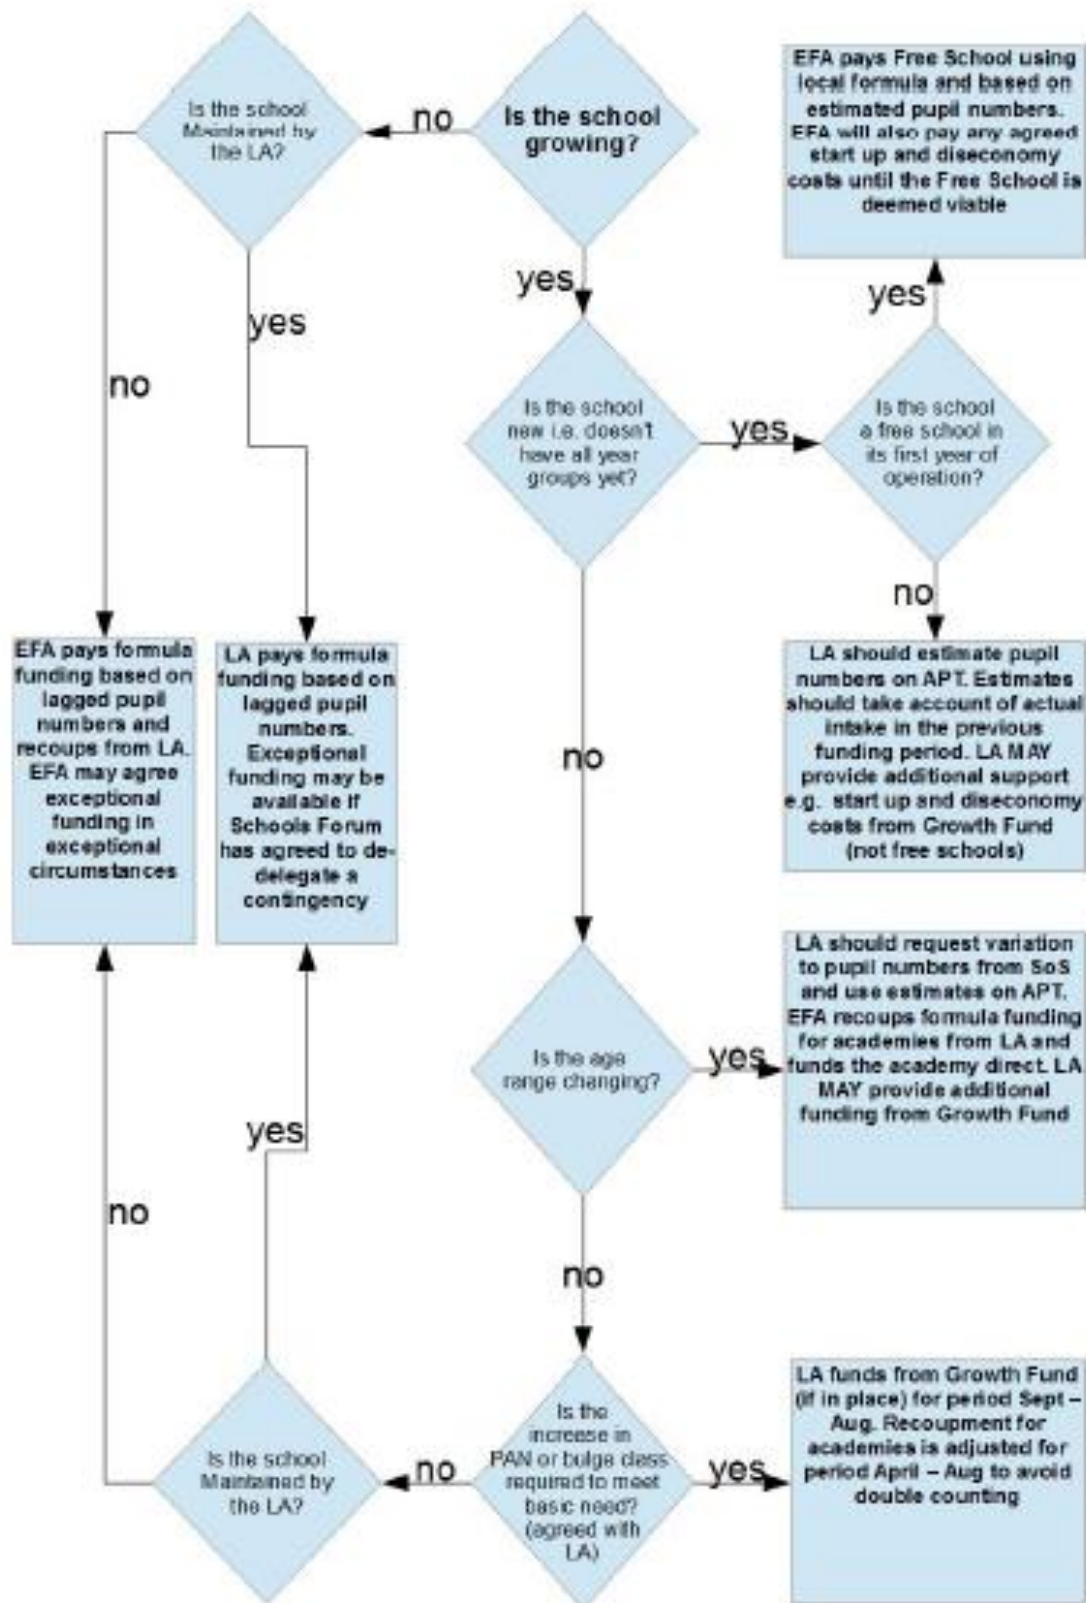 Is the school
Maintained by
the LA?
no
Is the school
growing?
EFA pays Free School using
local formula and based on
estimated pupil numbers.
EFA will also pay any agreed
start up and diseconomy
costs until the Free School is
deemed viable
yes
yes
yes
no
Is the school
new i.e. doesn't
have all year
groups yet?
yes
Is the school
a free school in
its first year of
operation?
no
EFA pays formula
funding based on
lagged pupil
numbers and
recoups from LA.
EFA may agree
exceptional
funding in
exceptional
circumstances
LA pays formula
funding based on
lagged pupil
numbers.
Exceptional
funding may be
available if
Schools Forum
has agreed to de-
delegate a
contingency
no
LA should estimate pupil
numbers on APT. Estimates
should take account of actual
intake in the previous
funding period. LA MAY
provide additional support
e.g. start up and diseconomy
costs from Growth Fund
(not free schools)
Is the age
range changing?
yes
LA should request variation
to pupil numbers from SoS
and use estimates on APT.
EFA recoups formula funding
for academies from LA and
funds the academy direct. LA
MAY provide additional
funding from Growth Fund
yes
no
no
Is the school
Maintained by
the LA?
no
Is the
increase in
PAN or bulge class
required to meet
basic need?
(agreed with
LA)
yes
LA funds from Growth Fund
(if in place) for period Sept –
Aug. Recoupment for
academies is adjusted for
period April – Aug to avoid
double counting